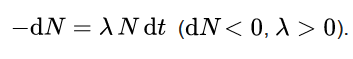 −dN = λ N dt (dN < 0, λ > 0).